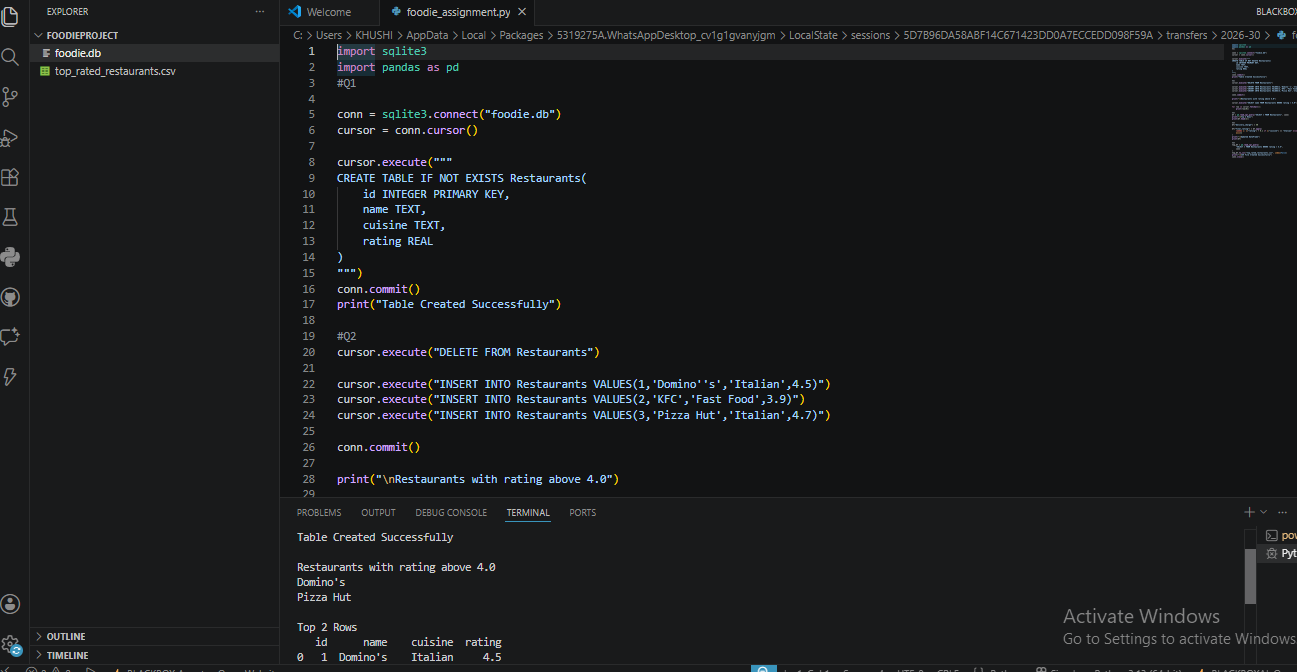 EXPLORER
FOODIEPROJECT
foodie.db
top_rated_restaurants.csv
OUTLINE
TIMELINE
Welcome
foodie_assignment.py
BLACKBOX
C: > Users > KHUSHI > AppData > Local > Packages > 5319275A.WhatsAppDesktop_cv1g1gvanyjgm > LocalState > sessions > 5D7B96DA58ABF14C671423DD0A7ECCEDD098F59A > transfers > 2026-30 >
1 import sqlite3
2 import pandas as pd
3 #Q1
4
5 conn = sqlite3.connect("foodie.db")
6 cursor = conn.cursor()
7
8 cursor.execute("""
9 CREATE TABLE IF NOT EXISTS Restaurants(
10     id INTEGER PRIMARY KEY,
11     name TEXT,
12     cuisine TEXT,
13     rating REAL
14 )
15 """)
16 conn.commit()
17 print("Table Created Successfully")
18
19 #Q2
20 cursor.execute("DELETE FROM Restaurants")
21
22 cursor.execute("INSERT INTO Restaurants VALUES(1,'Domino''s','Italian',4.5)")
23 cursor.execute("INSERT INTO Restaurants VALUES(2,'KFC','Fast Food',3.9)")
24 cursor.execute("INSERT INTO Restaurants VALUES(3,'Pizza Hut','Italian',4.7)")
25
26 conn.commit()
27
28 print("\nRestaurants with rating above 4.0")
29
PROBLEMS OUTPUT DEBUG CONSOLE TERMINAL PORTS
Table Created Successfully
Restaurants with rating above 4.0
Domino's
Pizza Hut
Top 2 Rows
id name cuisine rating
0 1 Domino's Italian 4.5
Activate Windows
Go to Settings to activate Windows